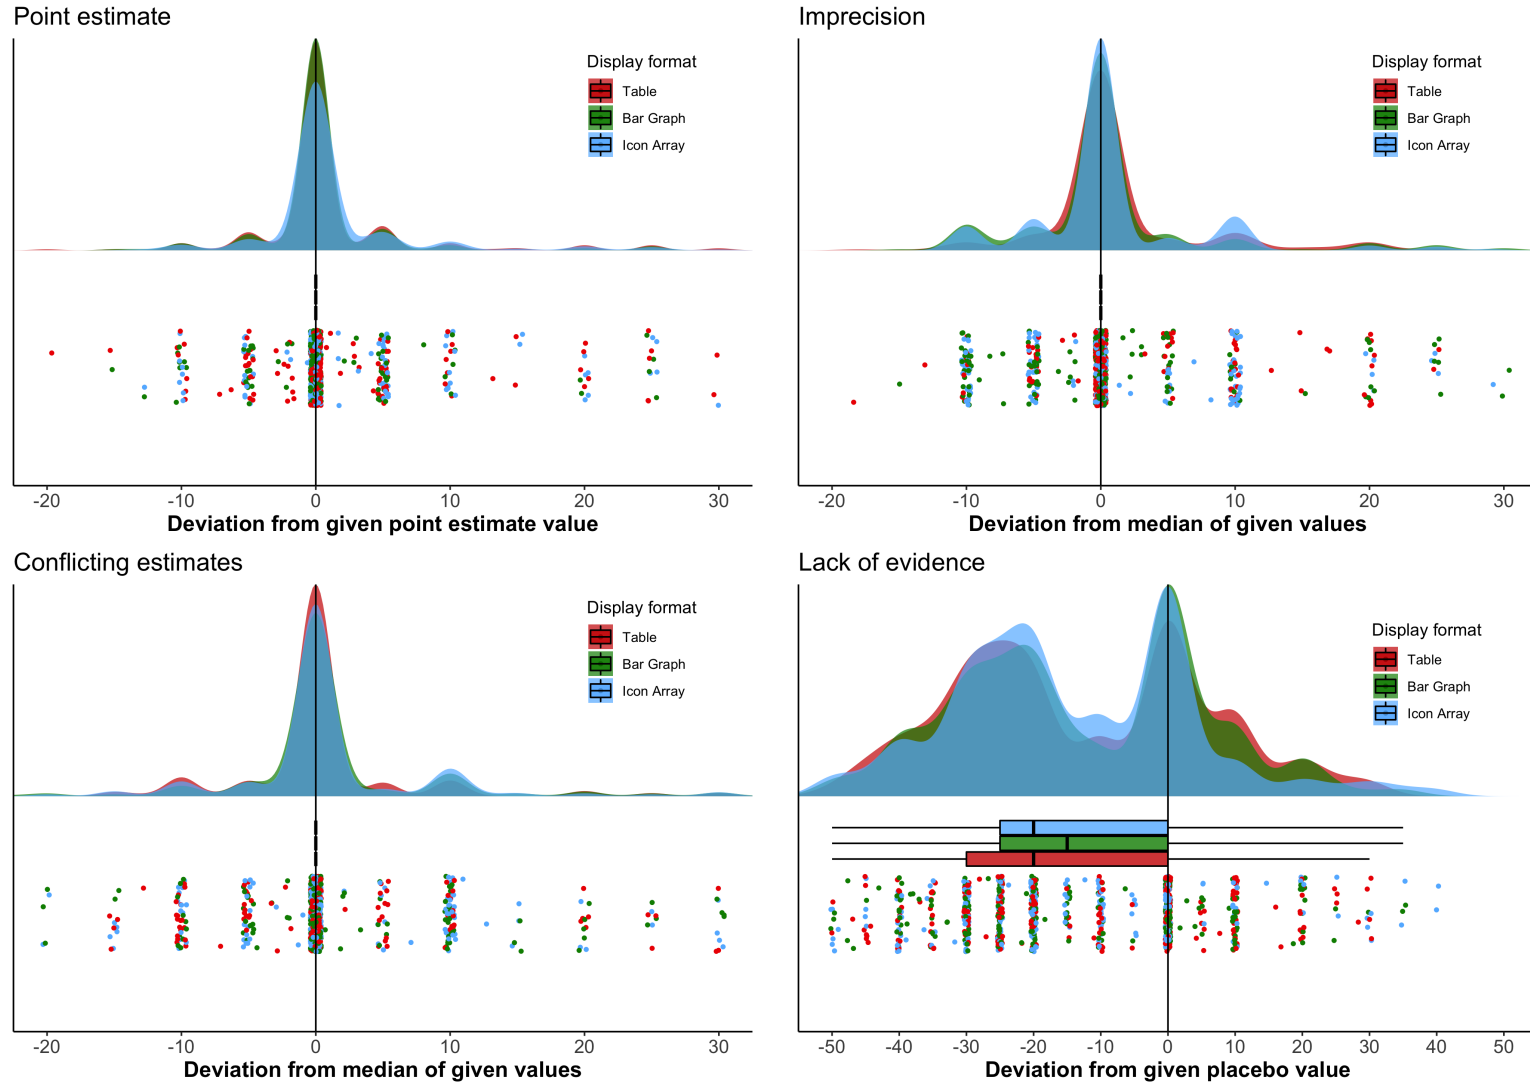 Point estimate
Display format
Table
Bar Graph
Icon Array
-20 -10 0 10 20 30
Deviation from given point estimate value
Imprecision
Display format
Table
Bar Graph
Icon Array
-20 -10 0 10 20 30
Deviation from median of given values
Conflicting estimates
Display format
Table
Bar Graph
Icon Array
-20 -10 0 10 20 30
Deviation from median of given values
Lack of evidence
Display format
Table
Bar Graph
Icon Array
-50 -40 -30 -20 -10 0 10 20 30 40 50
Deviation from given placebo value